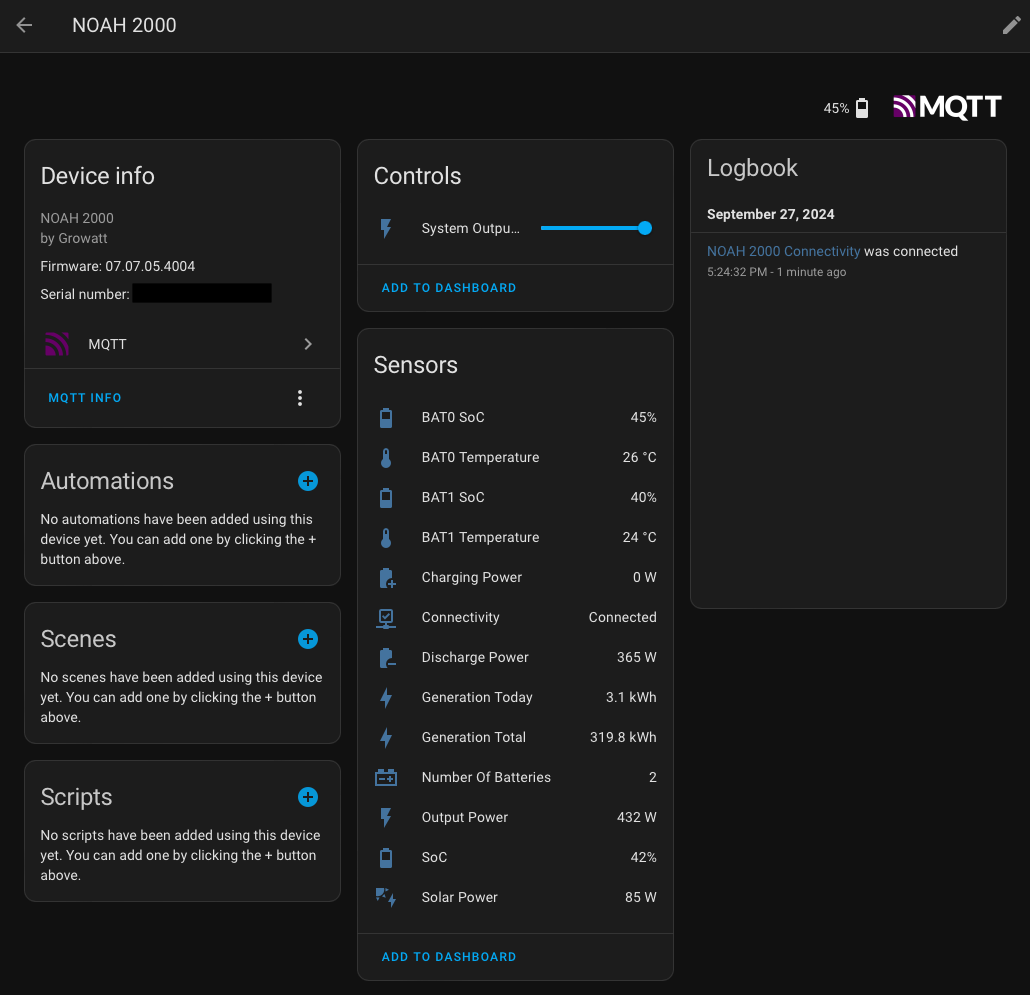 NOAH 2000
45%
MQTT
Device info
NOAH 2000
by Growatt
Firmware: 07.07.05.4004
Serial number:
MQTT
MQTT INFO
Automations
No automations have been added using this
device yet. You can add one by clicking the +
button above.
Scenes
No scenes have been added using this device
yet. You can add one by clicking the + button
above.
Scripts
No scripts have been added using this device
yet. You can add one by clicking the + button
above.
Controls
System Outpu...
ADD TO DASHBOARD
Sensors
BAT0 SoC 45%
BAT0 Temperature 26 °C
BAT1 SoC 40%
BAT1 Temperature 24 °C
Charging Power 0 W
Connectivity Connected
Discharge Power 365 W
Generation Today 3.1 kWh
Generation Total 319.8 kWh
Number Of Batteries 2
Output Power 432 W
SoC 42%
Solar Power 85 W
ADD TO DASHBOARD
Logbook
September 27, 2024
NOAH 2000 Connectivity was connected
5:24:32 PM - 1 minute ago